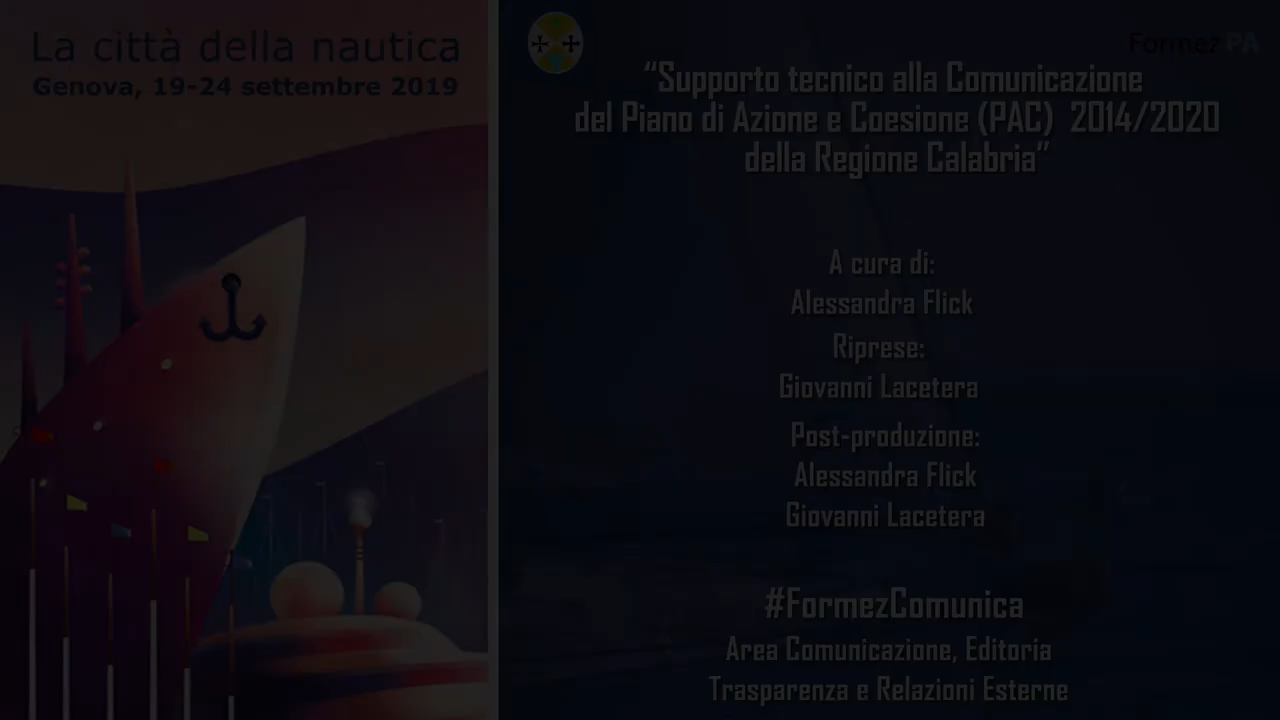 La città della nautica
Genova, 19-24 settembre 2019
Formez PA
“Supporto tecnico alla Comunicazione
del Piano di Azione e Coesione (PAC) 2014/2020
della Regione Calabria”
A cura di:
Alessandra Flick
Riprese:
Giovanni Lacetera
Post-produzione:
Alessandra Flick
Giovanni Lacetera
#FormezComunica
Area Comunicazione, Editoria
Trasparenza e Relazioni Esterne